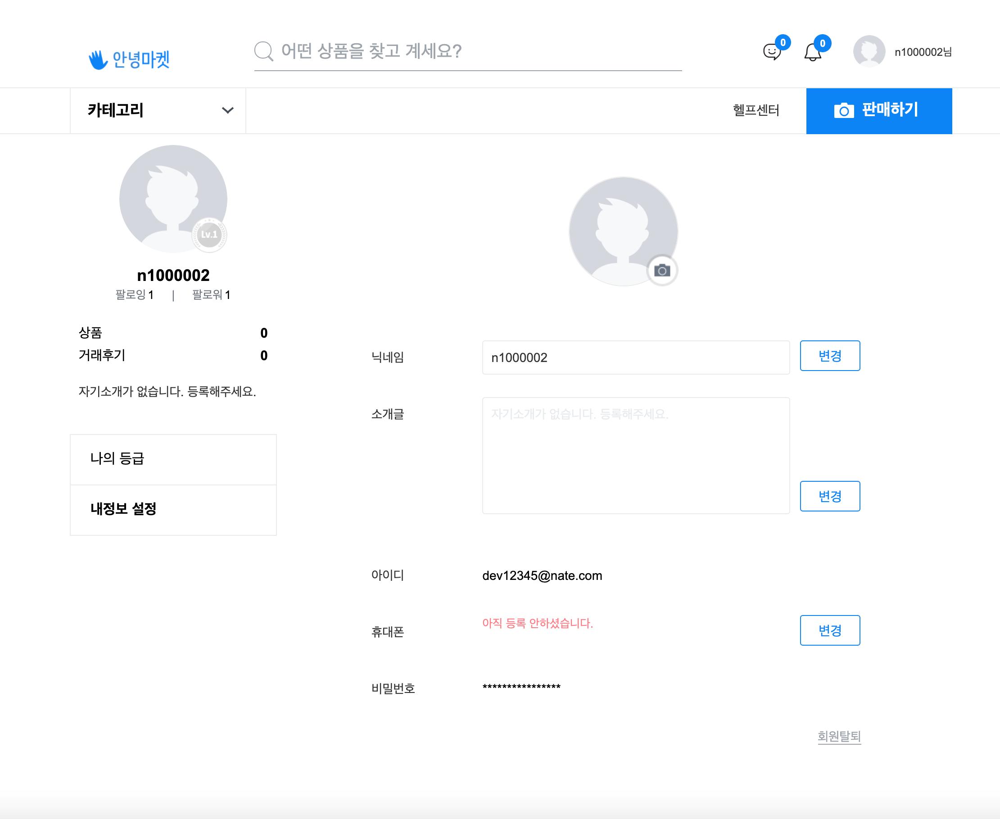 안녕마켓
어떤 상품을 찾고 계세요?
0
0
n1000002님
카테고리
헬프센터
판매하기
Lv.1
n1000002
팔로잉 1 | 팔로워 1
상품 0
거래후기 0
자기소개가 없습니다. 등록해주세요.
나의 등급
내정보 설정
닉네임 n1000002 변경
소개글 자기소개가 없습니다. 등록해주세요.
변경
아이디 dev12345@nate.com
휴대폰 아직 등록 안하셨습니다. 변경
비밀번호 ****************
회원탈퇴